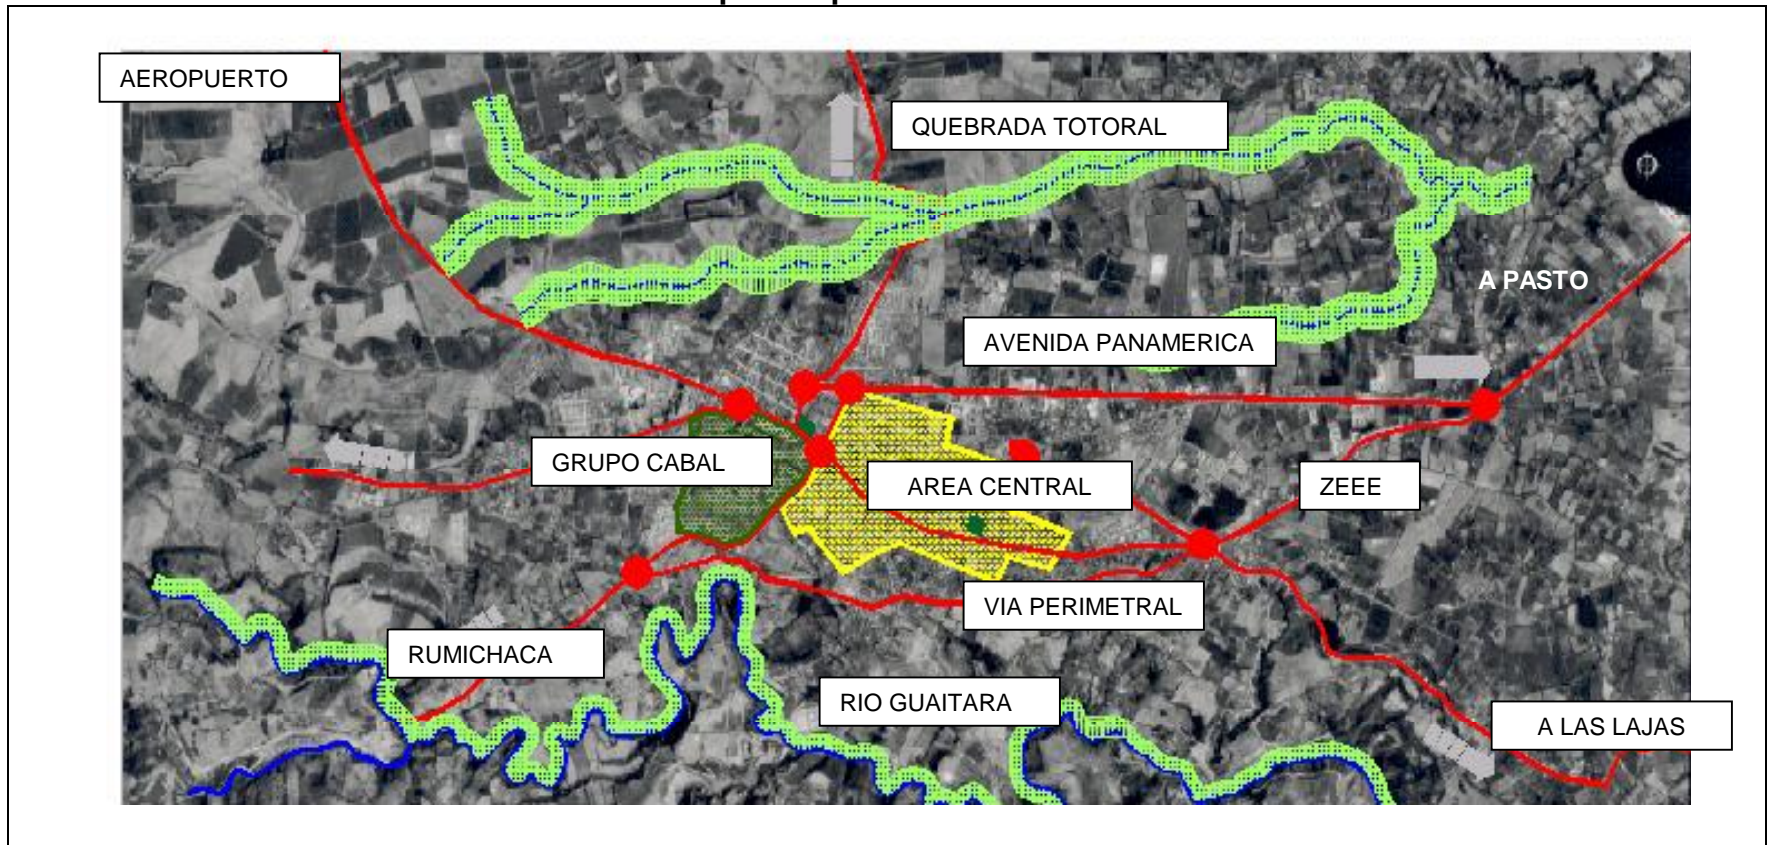 AEROPUERTO
QUEBRADA TOTORAL
A PASTO
AVENIDA PANAMERICA
GRUPO CABAL
AREA CENTRAL
ZEEE
VIA PERIMETRAL
RUMICHACA
RIO GUAITARA
A LAS LAJAS